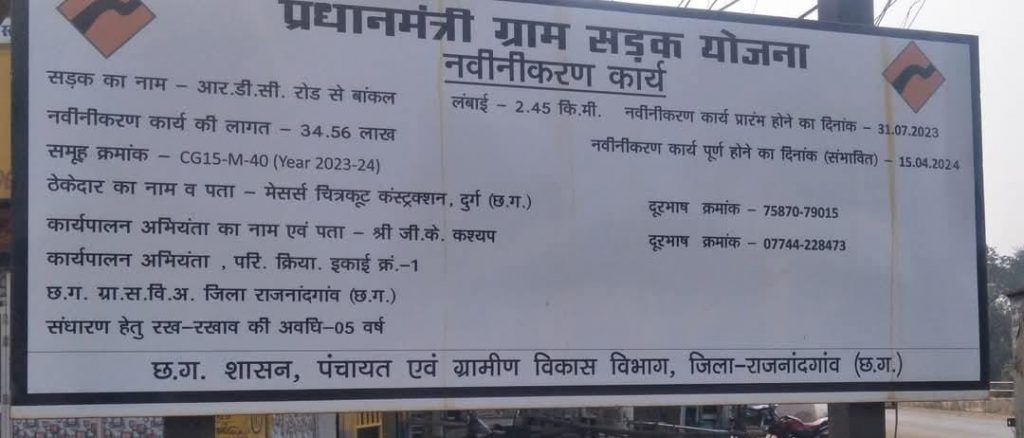 प्रधानमंत्री ग्राम सड़क योजना
नवीनीकरण कार्य
सड़क का नाम – आर.डी.सी. रोड से बांकल
लंबाई – 2.45 कि.मी.
नवीनीकरण कार्य प्रारंभ होने का दिनांक – 31.07.2023
नवीनीकरण कार्य की लागत – 34.56 लाख
नवीनीकरण कार्य पूर्ण होने का दिनांक (संभावित) – 15.04.2024
समूह क्रमांक – CG15-M-40 (Year 2023-24)
ठेकेदार का नाम व पता – मेसर्स चित्रकूट कंस्ट्रक्शन, दुर्ग (छ.ग.)
दूरभाष क्रमांक – 75870-79015
कार्यपालन अभियंता का नाम एवं पता – श्री जी.के. कश्यप
दूरभाष क्रमांक – 07744-228473
कार्यपालन अभियंता , परि. क्रिया. इकाई क्रं.–1
छ.ग. ग्रा.स.वि.अ. जिला राजनांदगांव (छ.ग.)
संधारण हेतु रख–रखाव की अवधि–05 वर्ष
छ.ग. शासन, पंचायत एवं ग्रामीण विकास विभाग, जिला–राजनांदगांव (छ.ग.)